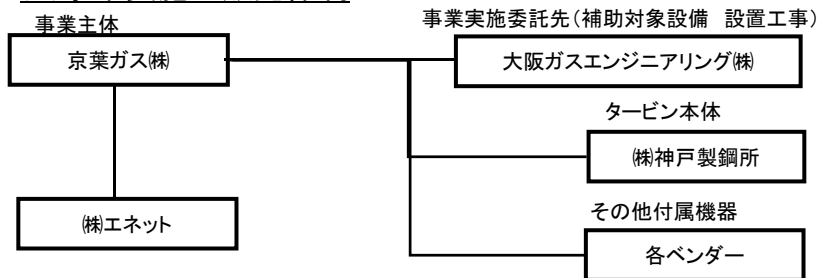 事業主体
事業実施委託先(補助対象設備　設置工事)
京葉ガス㈱
大阪ガスエンジニアリング㈱
タービン本体
㈱神戸製鋼所
㈱エネット
その他付属機器
各ベンダー